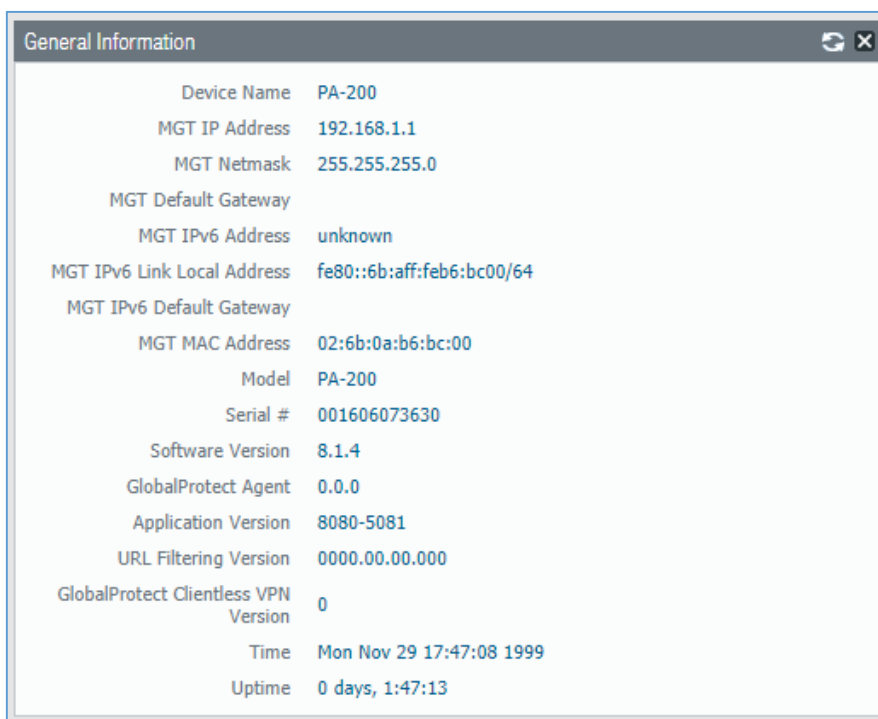 General Information
Device Name PA-200
MGT IP Address 192.168.1.1
MGT Netmask 255.255.255.0
MGT Default Gateway
MGT IPv6 Address unknown
MGT IPv6 Link Local Address fe80::6b:aff:feb6:bc00/64
MGT IPv6 Default Gateway
MGT MAC Address 02:6b:0a:b6:bc:00
Model PA-200
Serial # 001606073630
Software Version 8.1.4
GlobalProtect Agent 0.0.0
Application Version 8080-5081
URL Filtering Version 0000.00.00.000
GlobalProtect Clientless VPN
Version 0
Time Mon Nov 29 17:47:08 1999
Uptime 0 days, 1:47:13